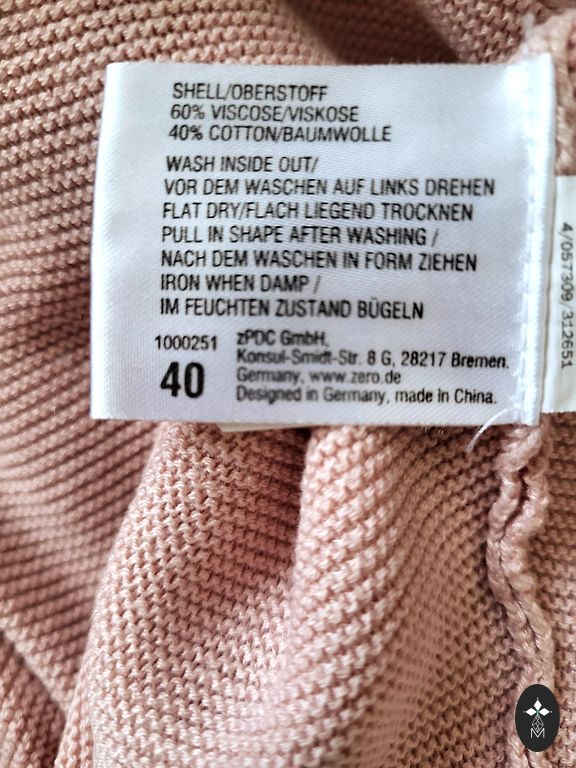 SHELL/OBERSTOFF
60% VISCOSE/VISKOSE
40% COTTON/BAUMWOLLE
WASH INSIDE OUT/
VOR DEM WASCHEN AUF LINKS DREHEN
FLAT DRY/FLACH LIEGEND TROCKNEN
PULL IN SHAPE AFTER WASHING /
NACH DEM WASCHEN IN FORM ZIEHEN
IRON WHEN DAMP /
IM FEUCHTEN ZUSTAND BÜGELN
1000251
40
zPDC GmbH.
Konsul-Smidt-Str. 8 G, 28217 Bremen.
Germany, www.zero.de
Designed in Germany, made in China.
4/057309/312651
M